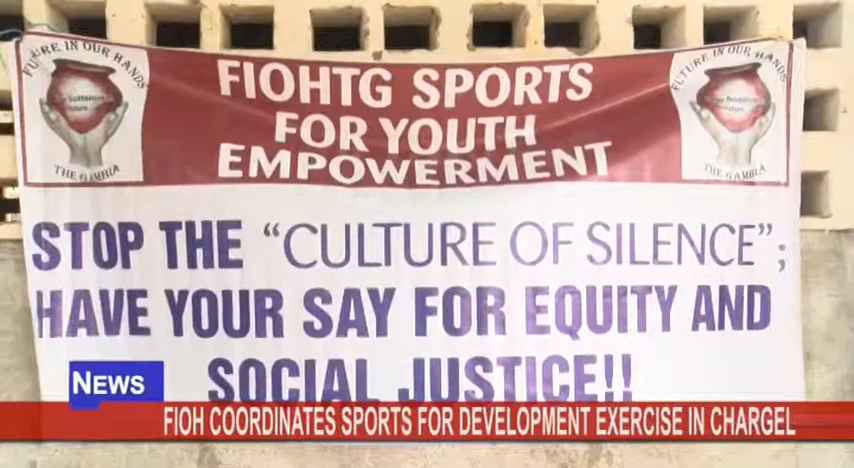 FUTURE IN OUR HANDS
THE GAMBIA
FIOHTG SPORTS
FOR YOUTH
EMPOWERMENT
FUTURE IN OUR HANDS
THE GAMBIA
STOP THE “CULTURE OF SILENCE”;
HAVE YOUR SAY FOR EQUITY AND
SOCIAL JUSTICE!!
NEWS
FIOH COORDINATES SPORTS FOR DEVELOPMENT EXERCISE IN CHARGEL